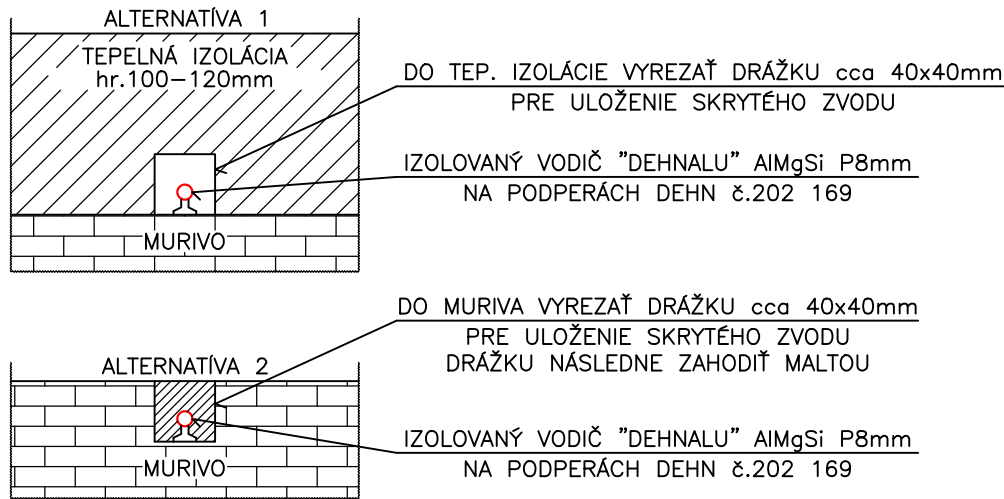 ALTERNATÍVA 1
TEPELNÁ IZOLÁCIA
hr.100-120mm
DO TEP. IZOLÁCIE VYREZAŤ DRÁŽKU cca 40x40mm
PRE ULOŽENIE SKRYTÉHO ZVODU
IZOLOVANÝ VODIČ "DEHNALU" AlMgSi P8mm
NA PODPERÁCH DEHN č.202 169
MURIVO
DO MURIVA VYREZAŤ DRÁŽKU cca 40x40mm
PRE ULOŽENIE SKRYTÉHO ZVODU
DRÁŽKU NÁSLEDNE ZAHODIŤ MALTOU
ALTERNATÍVA 2
IZOLOVANÝ VODIČ "DEHNALU" AlMgSi P8mm
NA PODPERÁCH DEHN č.202 169
MURIVO